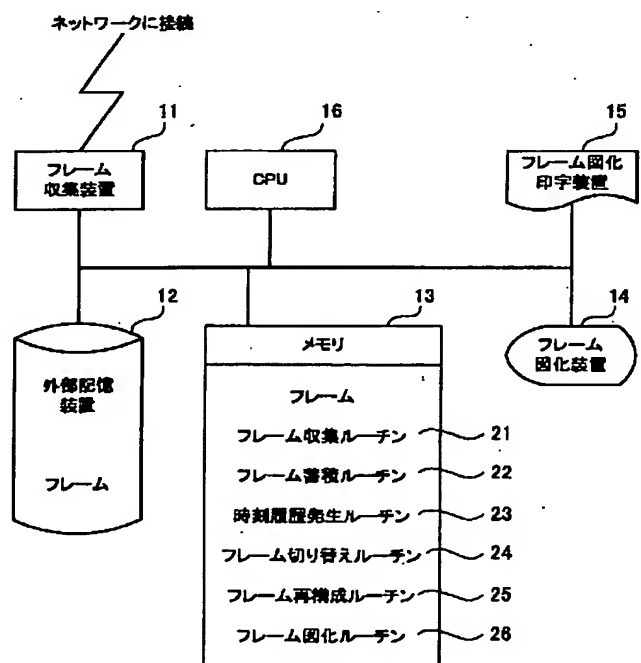 ネットワークに接続
11
16
15
フレーム
収集装置
CPU
フレーム図化
印字装置
12
13
14
外部記憶
装置
フレーム
メモリ
フレーム
図化装置
フレーム
フレーム収集ルーチン
21
フレーム蓄積ルーチン
22
時刻履歴発生ルーチン
23
フレーム切り替えルーチン
24
フレーム再構成ルーチン
25
フレーム図化ルーチン
26